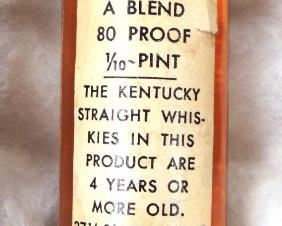 A BLEND
80 PROOF
1/10-PINT
THE KENTUCKY
STRAIGHT WHIS-
KIES IN THIS
PRODUCT ARE
4 YEARS OR
MORE OLD.